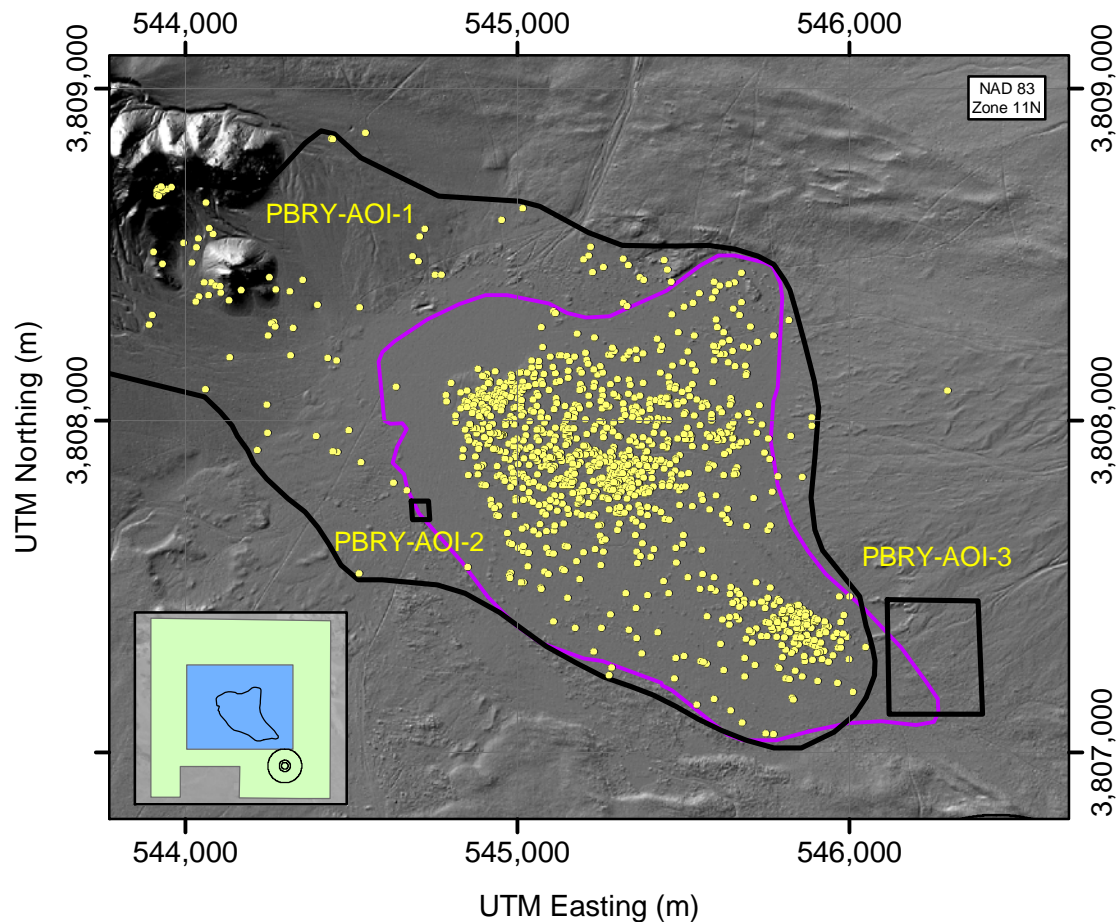 544,000 545,000 546,000
3,809,000 3,809,000
NAD 83
Zone 11N
PBRY-AOI-1
UTM Northing (m)
3,808,000 3,808,000
PBRY-AOI-2
PBRY-AOI-3
3,807,000 3,807,000
544,000 545,000 546,000
UTM Easting (m)